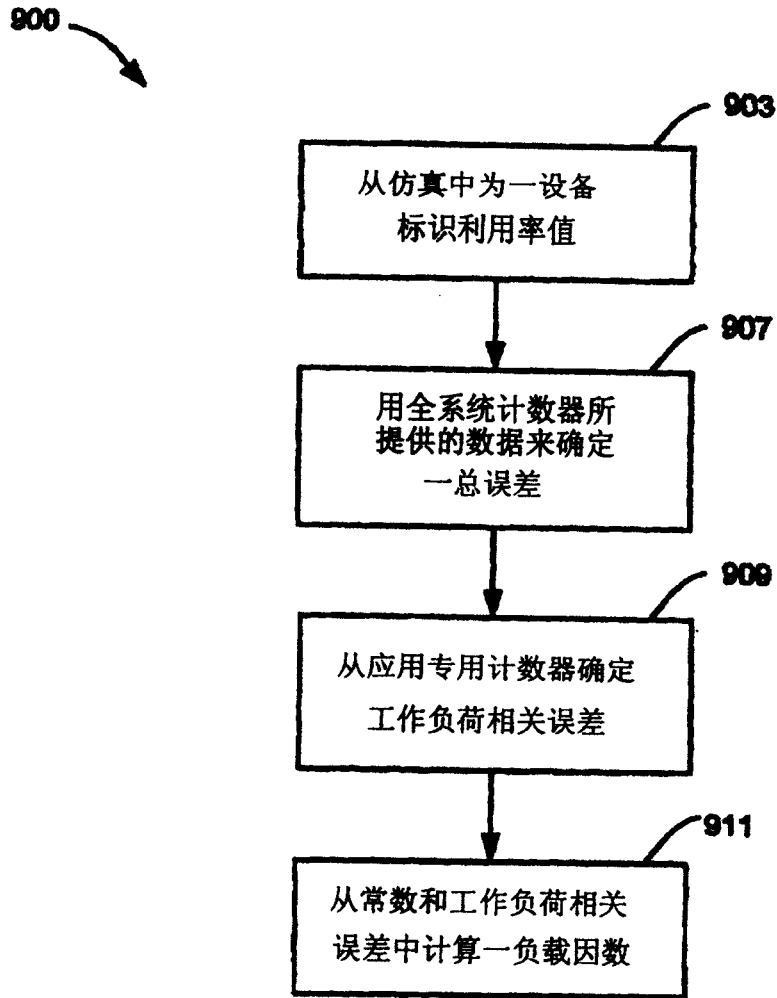 900
903
从仿真中为一设备
标识利用率值
907
用全系统计数器所
提供的数据来确定
一总误差
909
从应用专用计数器确定
工作负荷相关误差
911
从常数和工作负荷相关
误差中计算一负载因数